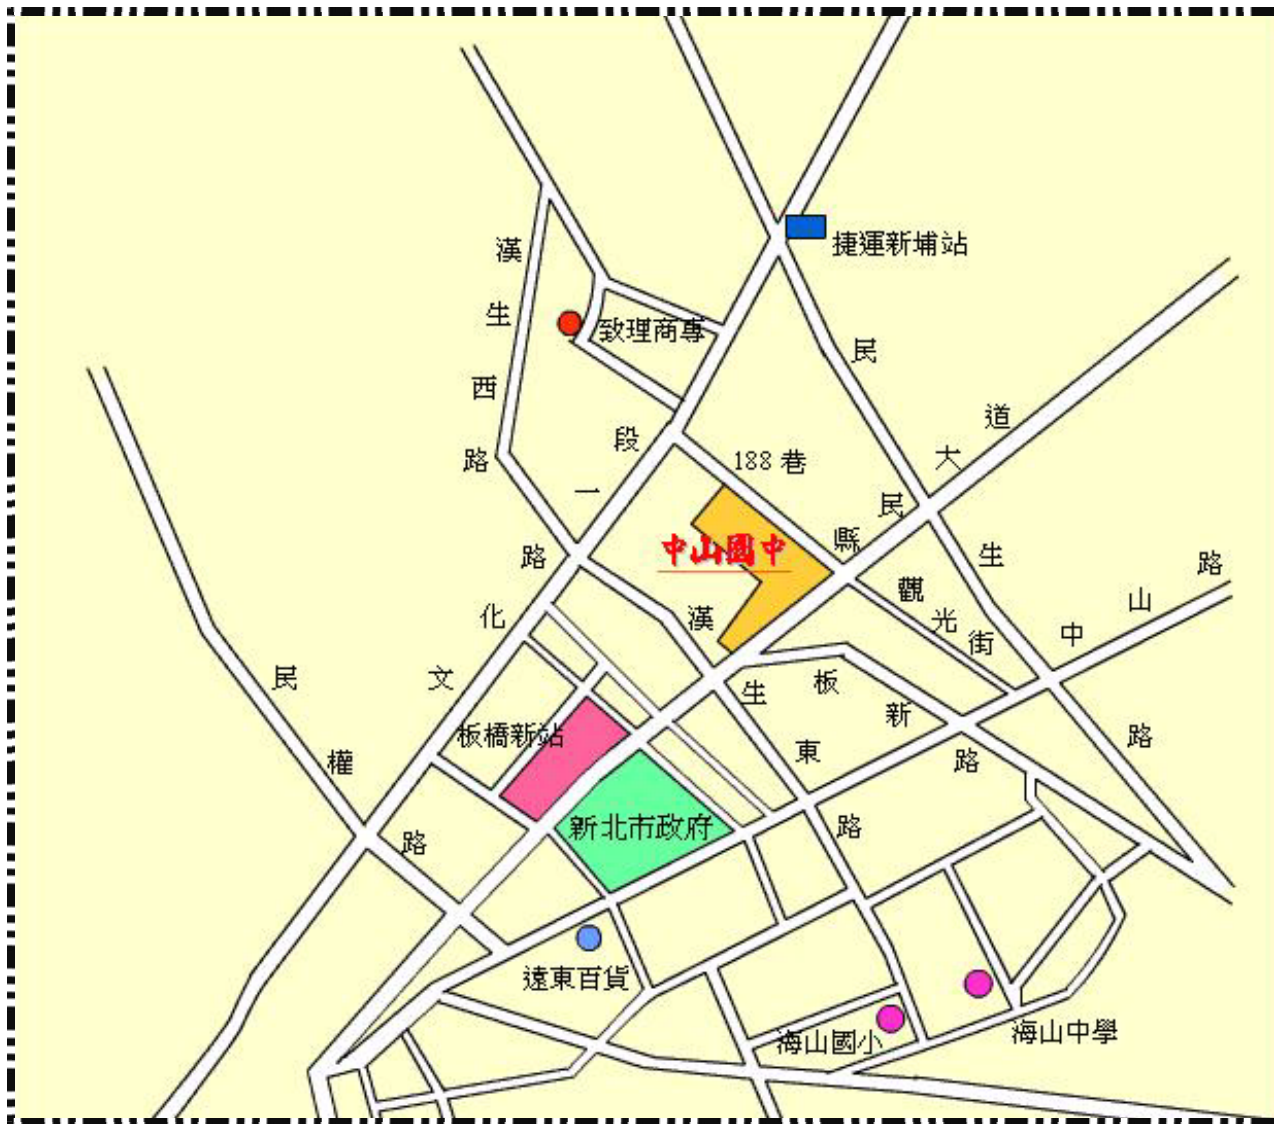 捷運新埔站
漢生西路
致理商專
民生路
縣民大道
188 巷
文化路一段
中山國中
觀光街
中山路
漢生東路
板新路
民權路
板橋新站
新北市政府
遠東百貨
海山國小
海山中學